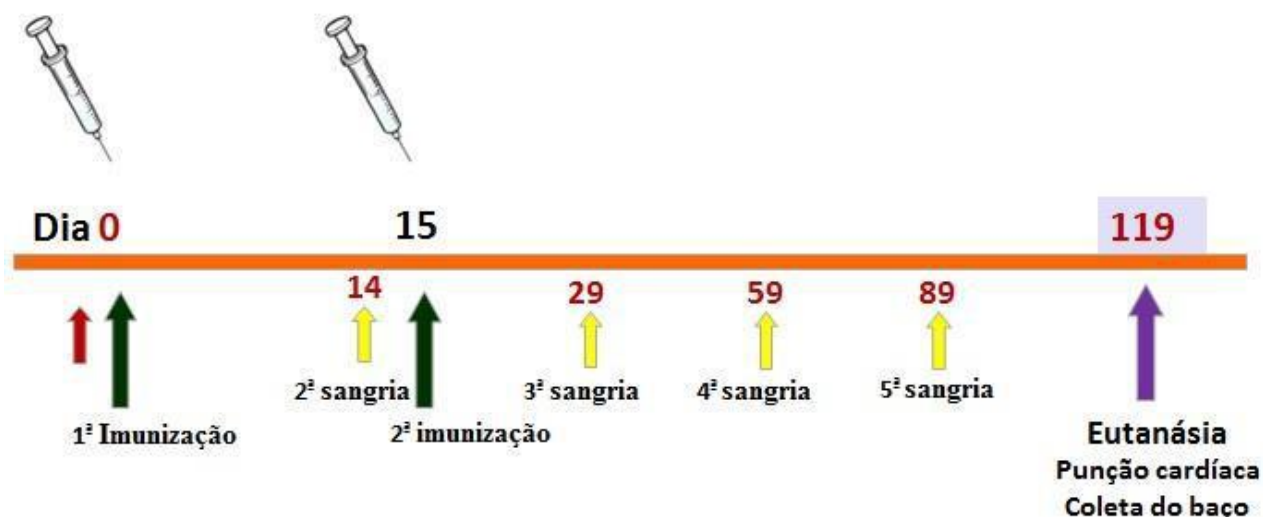 Dia 0
15
119
14
29
59
89
2ª sangria
3ª sangria
4ª sangria
5ª sangria
1ª Imunização
2ª imunização
Eutanásia
Punção cardíaca
Coleta do baço